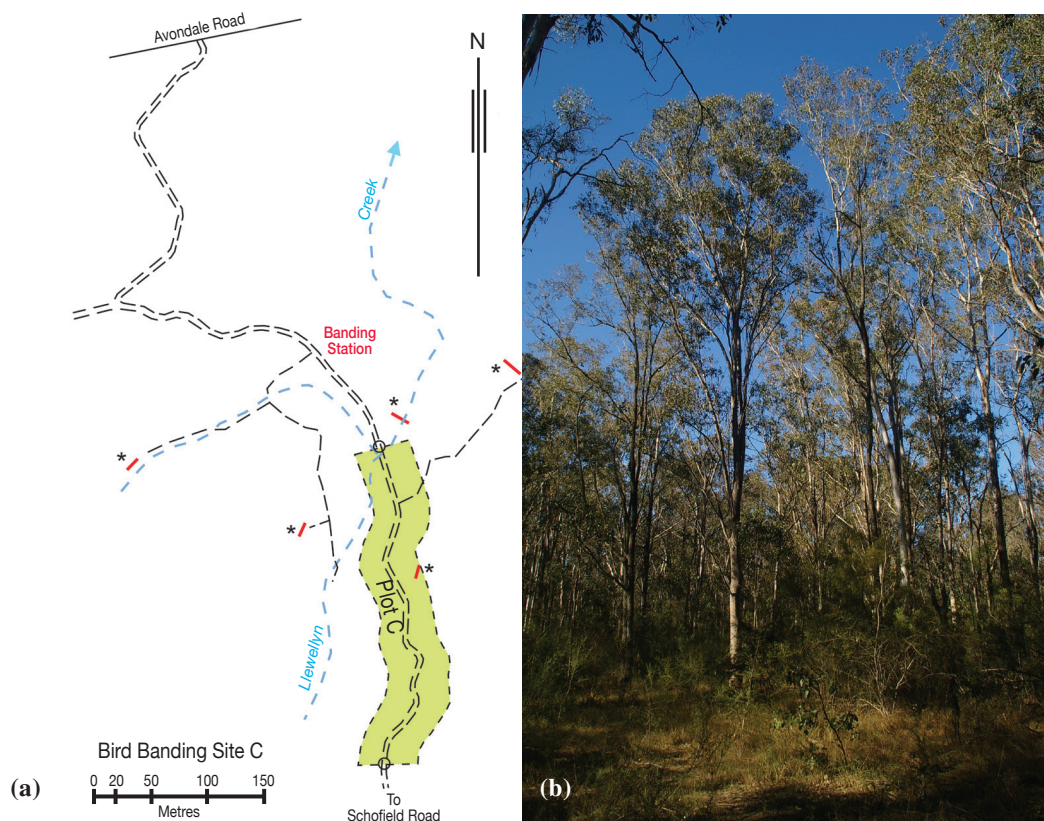 Avondale Road
N
Creek
Banding
Station
*
*
*
*
*
Plot C
Llewellyn
Bird Banding Site C
0 20 50 100 150
Metres
To
Schofield Road
(a)
(b)